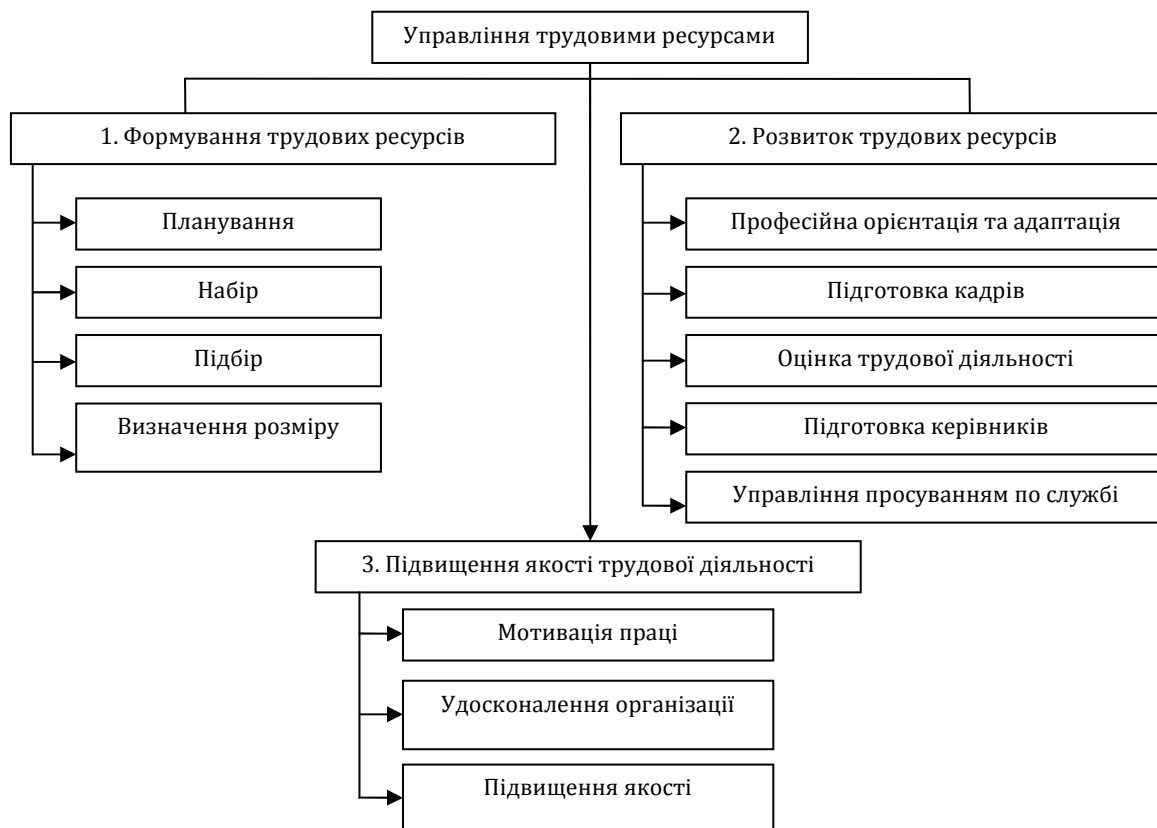 Управління трудовими ресурсами
1. Формування трудових ресурсів
Планування
Набір
Підбір
Визначення розміру
2. Розвиток трудових ресурсів
Професійна орієнтація та адаптація
Підготовка кадрів
Оцінка трудової діяльності
Підготовка керівників
Управління просуванням по службі
3. Підвищення якості трудової діяльності
Мотивація праці
Удосконалення організації
Підвищення якості